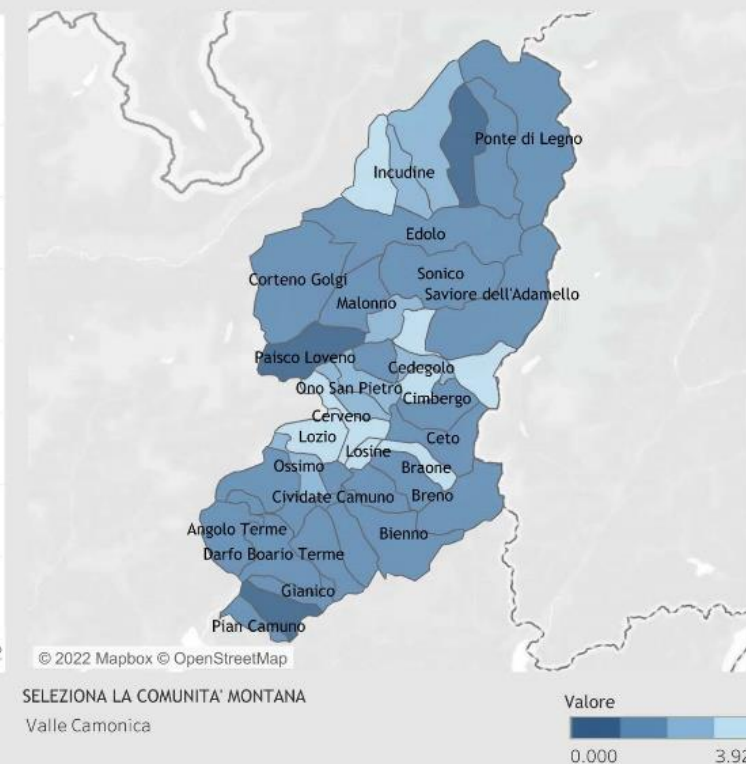 Ponte di Legno
Incudine
Edolo
Corteno Golgi
Sonico
Malonno
Saviore dell'Adamello
Paisco Loveno
Cedegolo
Ono San Pietro
Cimbergo
Cerveno
Lozio
Ceto
Losine
Ossimo
Braone
Cividate Camuno
Breno
Angolo Terme
Bienno
Darfo Boario Terme
Gianico
Pian Camuno
© 2022 Mapbox © OpenStreetMap
SELEZIONA LA COMUNITA' MONTANA
Valle Camonica
Valore
0.000
3.92